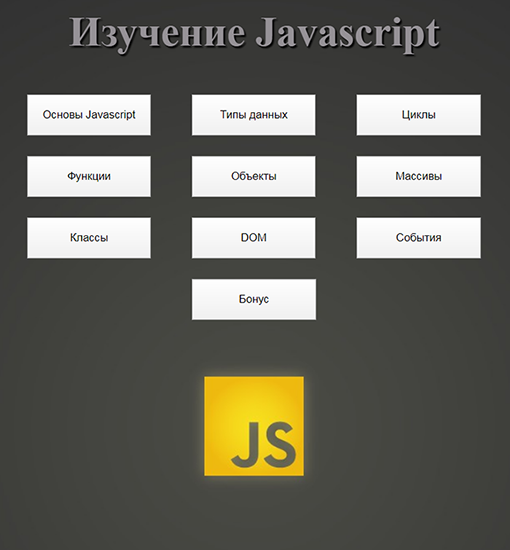 Изучение Javascript
Основы Javascript
Типы данных
Циклы
Функции
Объекты
Массивы
Классы
DOM
События
Бонус
JS